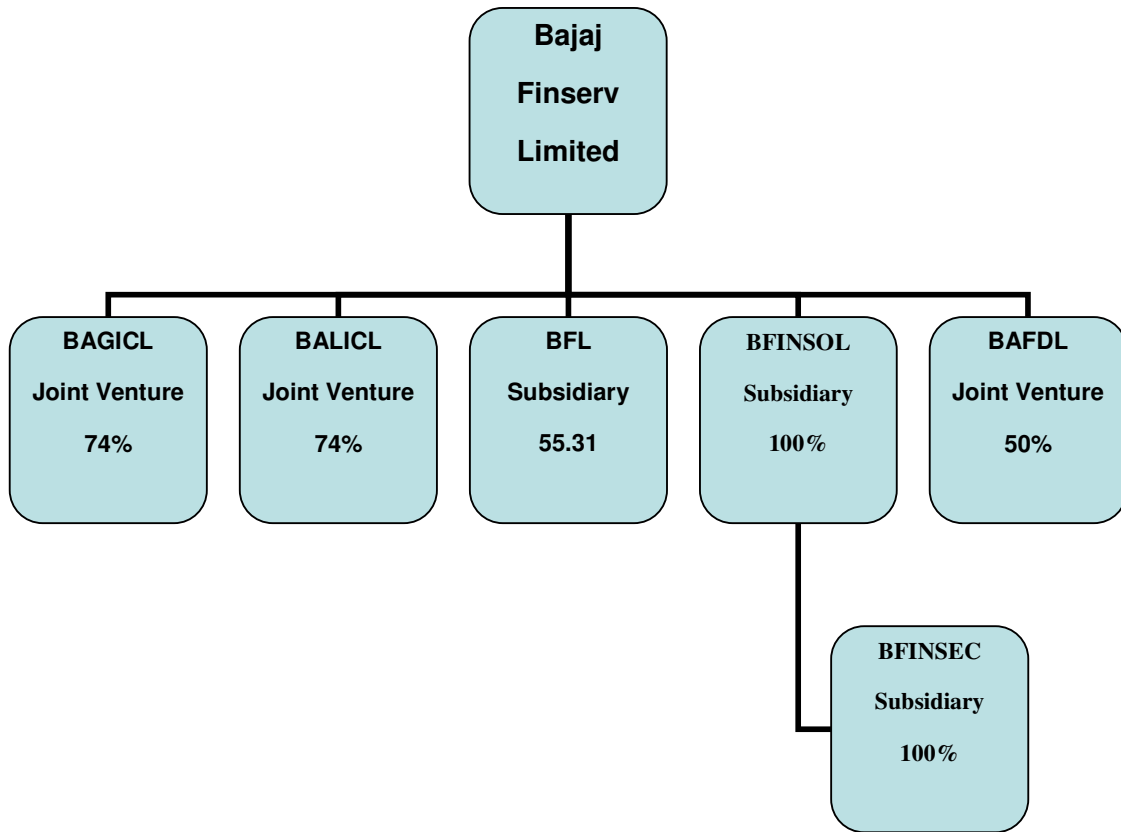 Bajaj
Finserv
Limited
BAGICL
Joint Venture
74%
BALICL
Joint Venture
74%
BFL
Subsidiary
55.31
BFINSOL
Subsidiary
100%
BAFDL
Joint Venture
50%
BFINSEC
Subsidiary
100%